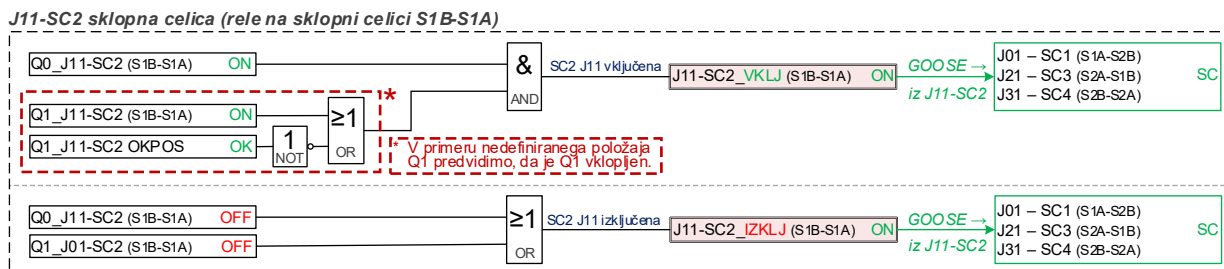 J11-SC2 sklopna celica (rele na sklopni celici S1B-S1A)
Q0_J11-SC2 (S1B-S1A) ON
Q1_J11-SC2 (S1B-S1A) ON
Q1_J11-SC2 OKPOS OK
1
NOT
≥1
OR
*
&
AND
SC2 J11 vključena
J11-SC2_VKLJ (S1B-S1A) ON
GOOSE →
iz J11-SC2
J01 – SC1 (S1A-S2B)
J21 – SC3 (S2A-S1B)
J31 – SC4 (S2B-S2A)
SC
* V primeru nedefiniranega položaja
Q1 predvidimo, da je Q1 vklopljen.
Q0_J11-SC2 (S1B-S1A) OFF
Q1_J01-SC2 (S1B-S1A) OFF
≥1
OR
SC2 J11 izključena
J11-SC2_IZKLJ (S1B-S1A) ON
GOOSE →
iz J11-SC2
J01 – SC1 (S1A-S2B)
J21 – SC3 (S2A-S1B)
J31 – SC4 (S2B-S2A)
SC